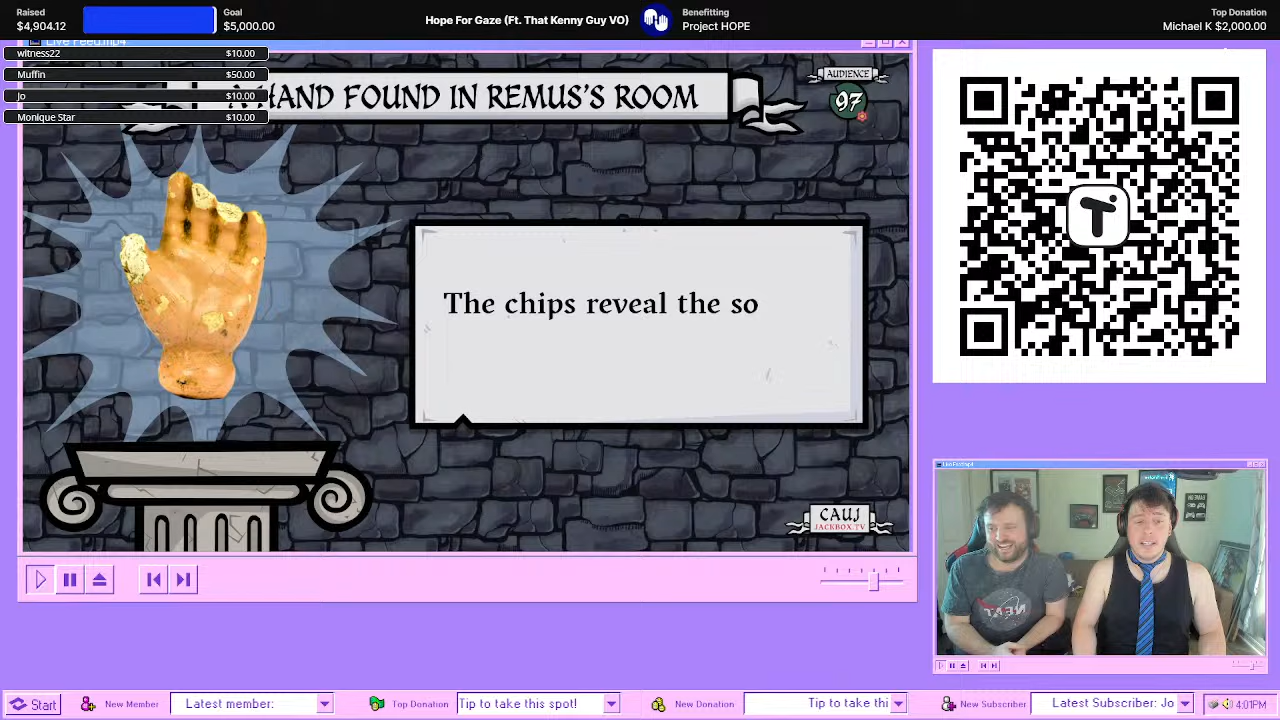 Raised
$4,904.12
Goal
$5,000.00
Hope For Gaze (Ft. That Kenny Guy VO)
Benefitting
Project HOPE
Top Donation
Michael K $2,000.00
witness22 $10.00
Muffin $50.00
Jo $10.00
Monique Star $10.00
HAND FOUND IN REMUS'S ROOM
AUDIENCE
97
The chips reveal the so
CAUJ
JACKBOX.TV
Start
New Member
Latest member:
Top Donation
Tip to take this spot!
New Donation
Tip to take thi
New Subscriber
Latest Subscriber: Jo
4:01PM